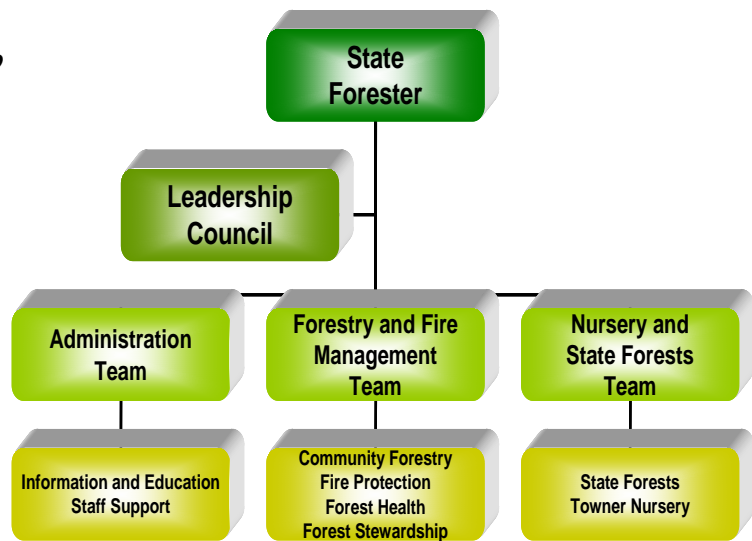 State
Forester
Leadership
Council
Administration
Team
Forestry and Fire
Management
Team
Nursery and
State Forests
Team
Information and Education
Staff Support
Community Forestry
Fire Protection
Forest Health
Forest Stewardship
State Forests
Towner Nursery